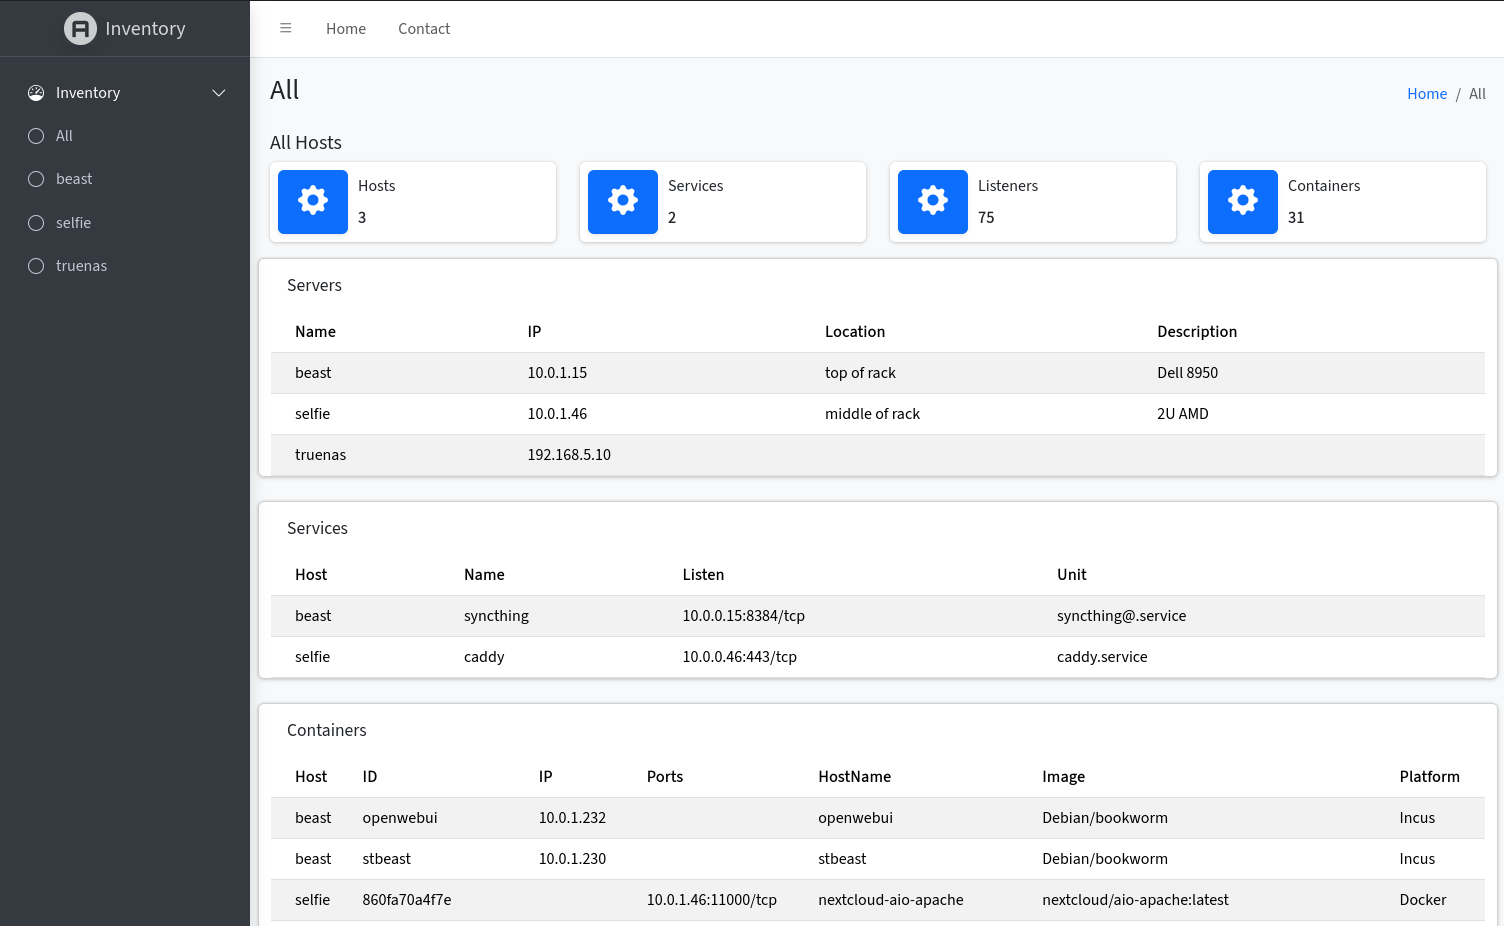 Inventory
Home Contact
Inventory
All
beast
selfie
truenas
All
Home / All
All Hosts
Hosts
3
Services
2
Listeners
75
Containers
31
Servers
Name IP Location Description
beast 10.0.1.15 top of rack Dell 8950
selfie 10.0.1.46 middle of rack 2U AMD
truenas 192.168.5.10
Services
Host Name Listen Unit
beast syncthing 10.0.0.15:8384/tcp syncthing@.service
selfie caddy 10.0.0.46:443/tcp caddy.service
Containers
Host ID IP Ports HostName Image Platform
beast openwebui 10.0.1.232 openwebui Debian/bookworm Incus
beast stbeast 10.0.1.230 stbeast Debian/bookworm Incus
selfie 860fa70a4f7e 10.0.1.46:11000/tcp nextcloud-aio-apache nextcloud/aio-apache:latest Docker